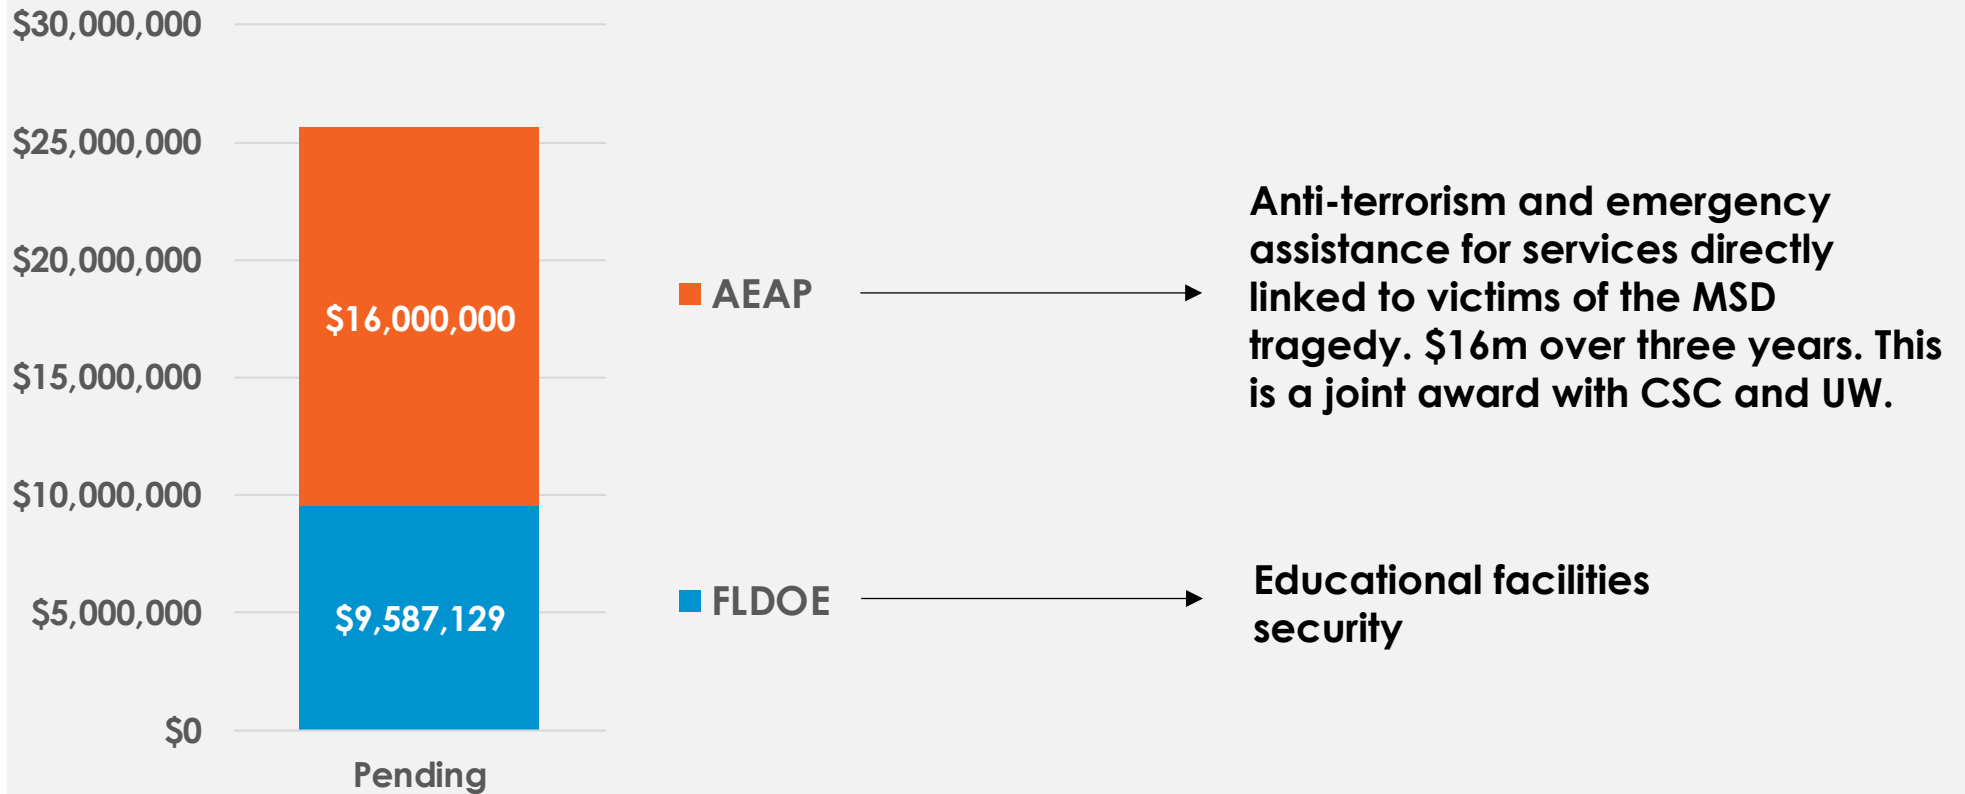 $30,000,000
$25,000,000
$20,000,000
$15,000,000
$10,000,000
$5,000,000
$0
$16,000,000
$9,587,129
Pending
AEAP
FLDOE
Anti-terrorism and emergency
assistance for services directly
linked to victims of the MSD
tragedy. $16m over three years. This
is a joint award with CSC and UW.
Educational facilities
security